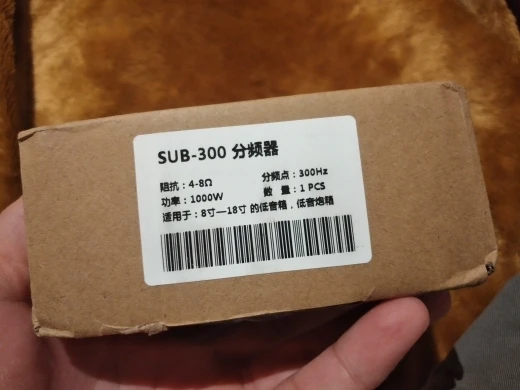 SUB-300 分频器
阻抗：4-8Ω 分频点：300Hz
功率：1000W 数 量：1 PCS
适用于：8寸—18寸 的低音箱，低音炮箱